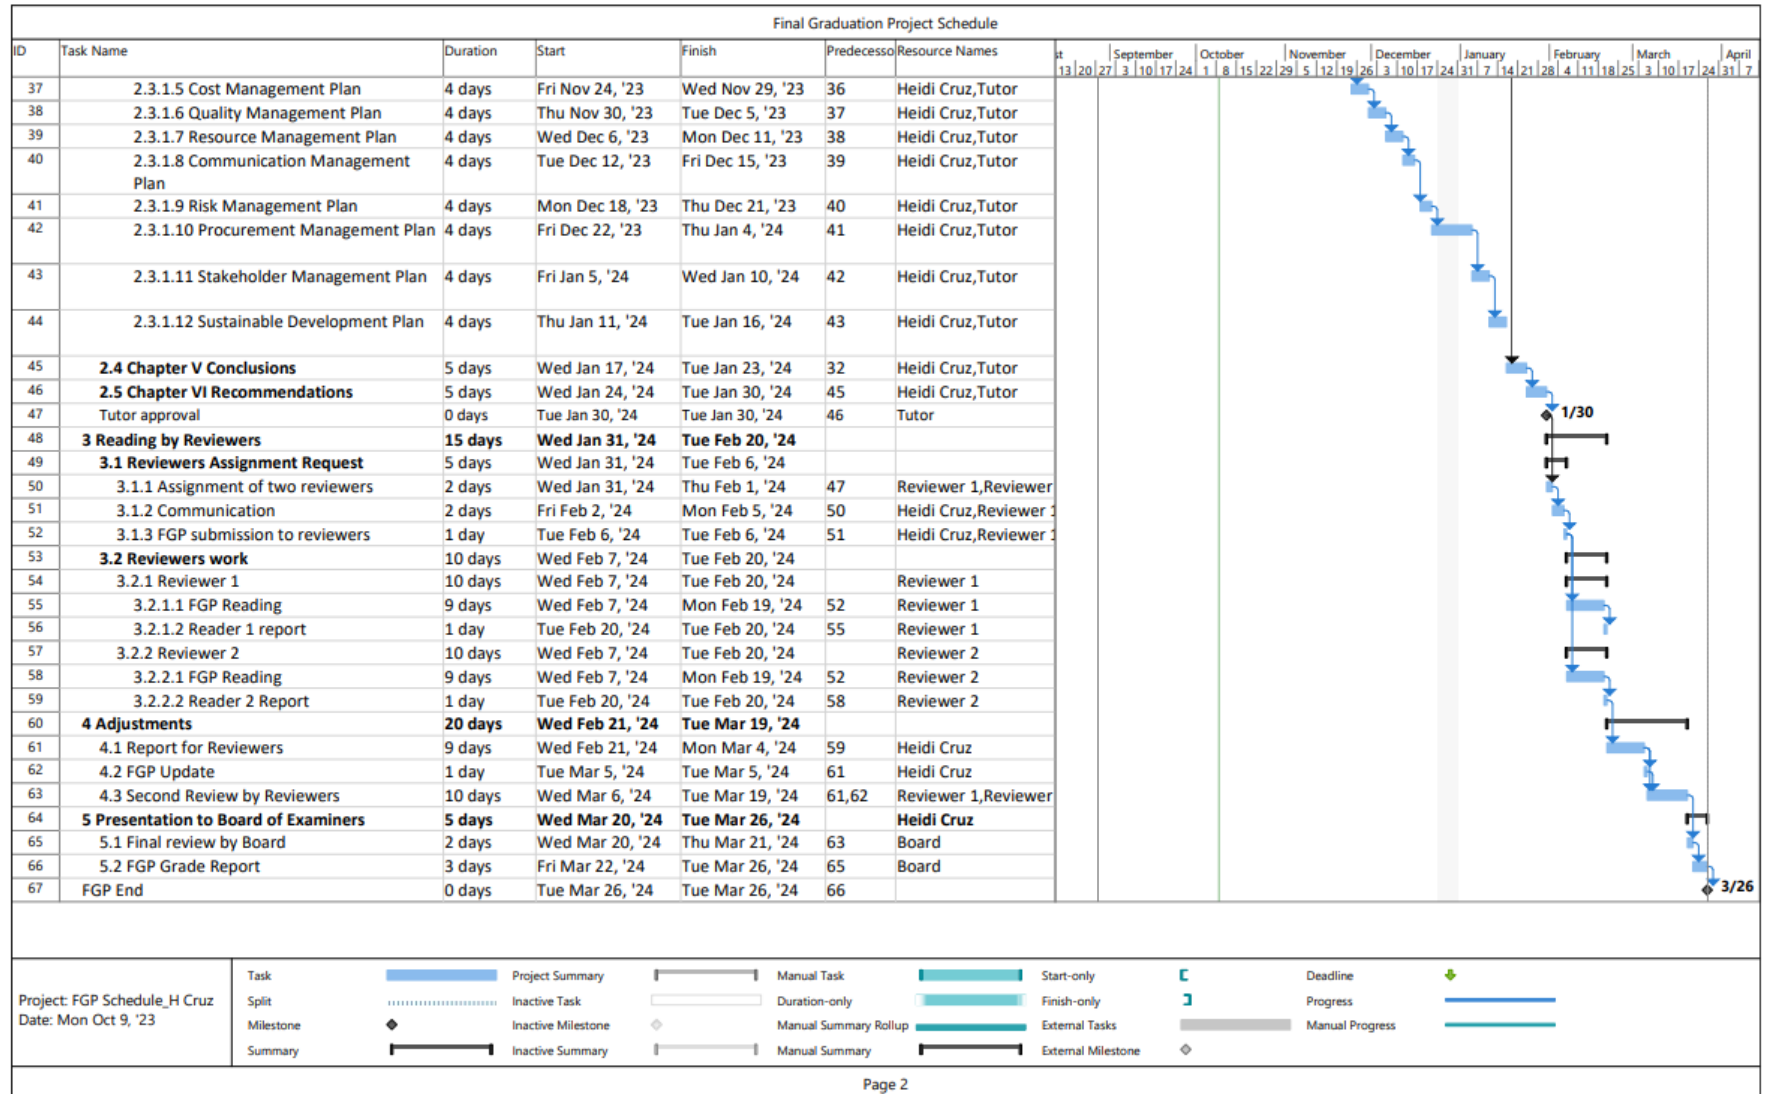 Final Graduation Project Schedule
ID Task Name Duration Start Finish Predecesso Resource Names
st September October November December January February March April
13 20 27 3 10 17 24 1 8 15 22 29 5 12 19 26 3 10 17 24 31 7 14 21 28 4 11 18 25 3 10 17 24 31 7
37 2.3.1.5 Cost Management Plan 4 days Fri Nov 24, '23 Wed Nov 29, '23 36 Heidi Cruz,Tutor
38 2.3.1.6 Quality Management Plan 4 days Thu Nov 30, '23 Tue Dec 5, '23 37 Heidi Cruz,Tutor
39 2.3.1.7 Resource Management Plan 4 days Wed Dec 6, '23 Mon Dec 11, '23 38 Heidi Cruz,Tutor
40 2.3.1.8 Communication Management 4 days Tue Dec 12, '23 Fri Dec 15, '23 39 Heidi Cruz,Tutor
Plan
41 2.3.1.9 Risk Management Plan 4 days Mon Dec 18, '23 Thu Dec 21, '23 40 Heidi Cruz,Tutor
42 2.3.1.10 Procurement Management Plan 4 days Fri Dec 22, '23 Thu Jan 4, '24 41 Heidi Cruz,Tutor
43 2.3.1.11 Stakeholder Management Plan 4 days Fri Jan 5, '24 Wed Jan 10, '24 42 Heidi Cruz,Tutor
44 2.3.1.12 Sustainable Development Plan 4 days Thu Jan 11, '24 Tue Jan 16, '24 43 Heidi Cruz,Tutor
45 2.4 Chapter V Conclusions 5 days Wed Jan 17, '24 Tue Jan 23, '24 32 Heidi Cruz,Tutor
46 2.5 Chapter VI Recommendations 5 days Wed Jan 24, '24 Tue Jan 30, '24 45 Heidi Cruz,Tutor
47 Tutor approval 0 days Tue Jan 30, '24 Tue Jan 30, '24 46 Tutor 1/30
48 3 Reading by Reviewers 15 days Wed Jan 31, '24 Tue Feb 20, '24
49 3.1 Reviewers Assignment Request 5 days Wed Jan 31, '24 Tue Feb 6, '24
50 3.1.1 Assignment of two reviewers 2 days Wed Jan 31, '24 Thu Feb 1, '24 47 Reviewer 1,Reviewer
51 3.1.2 Communication 2 days Fri Feb 2, '24 Mon Feb 5, '24 50 Heidi Cruz,Reviewer 1
52 3.1.3 FGP submission to reviewers 1 day Tue Feb 6, '24 Tue Feb 6, '24 51 Heidi Cruz,Reviewer 1
53 3.2 Reviewers work 10 days Wed Feb 7, '24 Tue Feb 20, '24
54 3.2.1 Reviewer 1 10 days Wed Feb 7, '24 Tue Feb 20, '24 Reviewer 1
55 3.2.1.1 FGP Reading 9 days Wed Feb 7, '24 Mon Feb 19, '24 52 Reviewer 1
56 3.2.1.2 Reader 1 report 1 day Tue Feb 20, '24 Tue Feb 20, '24 55 Reviewer 1
57 3.2.2 Reviewer 2 10 days Wed Feb 7, '24 Tue Feb 20, '24 Reviewer 2
58 3.2.2.1 FGP Reading 9 days Wed Feb 7, '24 Mon Feb 19, '24 52 Reviewer 2
59 3.2.2.2 Reader 2 Report 1 day Tue Feb 20, '24 Tue Feb 20, '24 58 Reviewer 2
60 4 Adjustments 20 days Wed Feb 21, '24 Tue Mar 19, '24
61 4.1 Report for Reviewers 9 days Wed Feb 21, '24 Mon Mar 4, '24 59 Heidi Cruz
62 4.2 FGP Update 1 day Tue Mar 5, '24 Tue Mar 5, '24 61 Heidi Cruz
63 4.3 Second Review by Reviewers 10 days Wed Mar 6, '24 Tue Mar 19, '24 61,62 Reviewer 1,Reviewer
64 5 Presentation to Board of Examiners 5 days Wed Mar 20, '24 Tue Mar 26, '24 Heidi Cruz
65 5.1 Final review by Board 2 days Wed Mar 20, '24 Thu Mar 21, '24 63 Board
66 5.2 FGP Grade Report 3 days Fri Mar 22, '24 Tue Mar 26, '24 65 Board
67 FGP End 0 days Tue Mar 26, '24 Tue Mar 26, '24 66 3/26
Project: FGP Schedule_H Cruz
Date: Mon Oct 9, '23
Task Project Summary Manual Task Start-only Deadline
Split Inactive Task Duration-only Finish-only Progress
Milestone Inactive Milestone Manual Summary Rollup External Tasks Manual Progress
Summary Inactive Summary Manual Summary External Milestone
Page 2